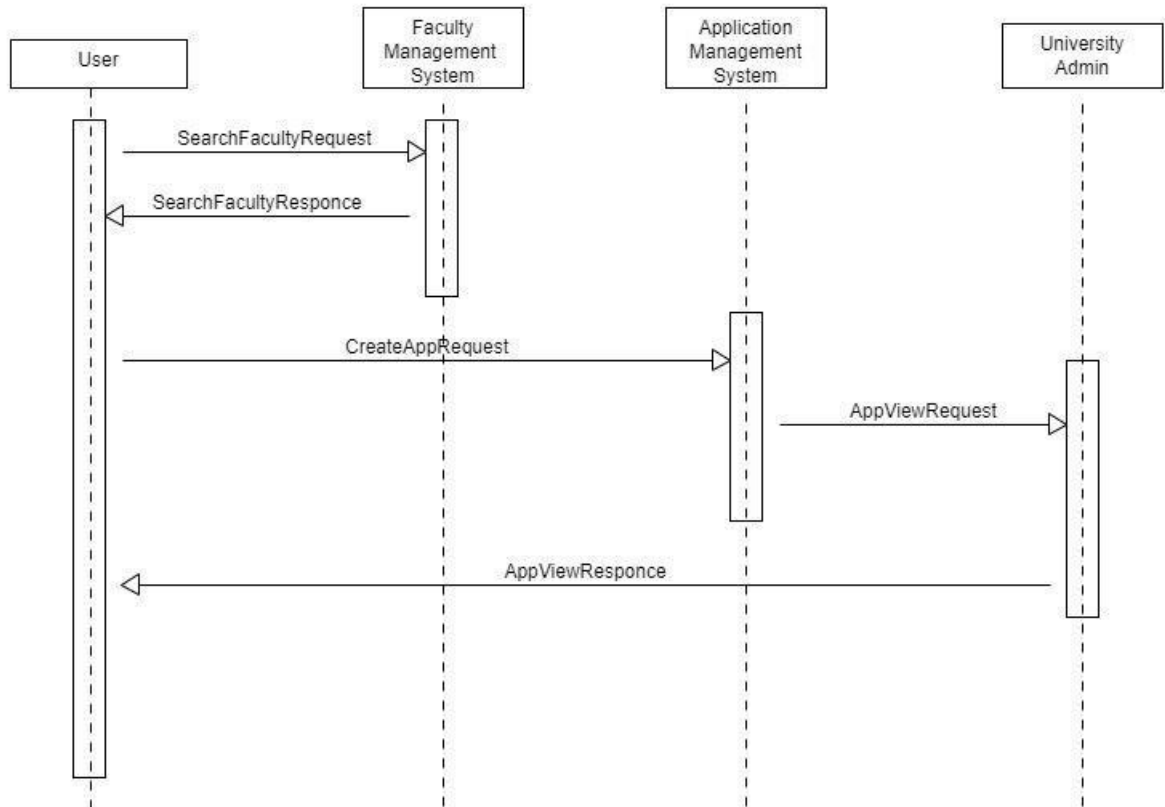 User
Faculty
Management
System
Application
Management
System
University
Admin
SearchFacultyRequest
SearchFacultyResponce
CreateAppRequest
AppViewRequest
AppViewResponce